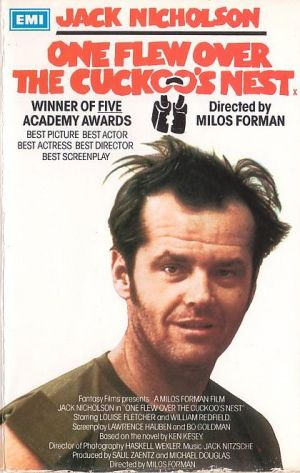 EMI
JACK NICHOLSON
ONE FLEW OVER
THE CUCKOO'S NEST
X
WINNER OF FIVE
ACADEMY AWARDS
BEST PICTURE BEST ACTOR
BEST ACTRESS BEST DIRECTOR
BEST SCREENPLAY
Directed by
MILOS FORMAN
Fantasy Films presents A MILOS FORMAN FILM
JACK NICHOLSON in "ONE FLEW OVER THE CUCKOO'S NEST"
Starring LOUISE FLETCHER and WILLIAM REDFIELD.
Screenplay LAWRENCE HAUBEN and BO GOLDMAN
Based on the novel by KEN KESEY.
Director of Photography HASKELL WEXLER. Music JACK NITZSCHE
Produced by SAUL ZAENTZ and MICHAEL DOUGLAS.
Directed by MILOS FORMAN